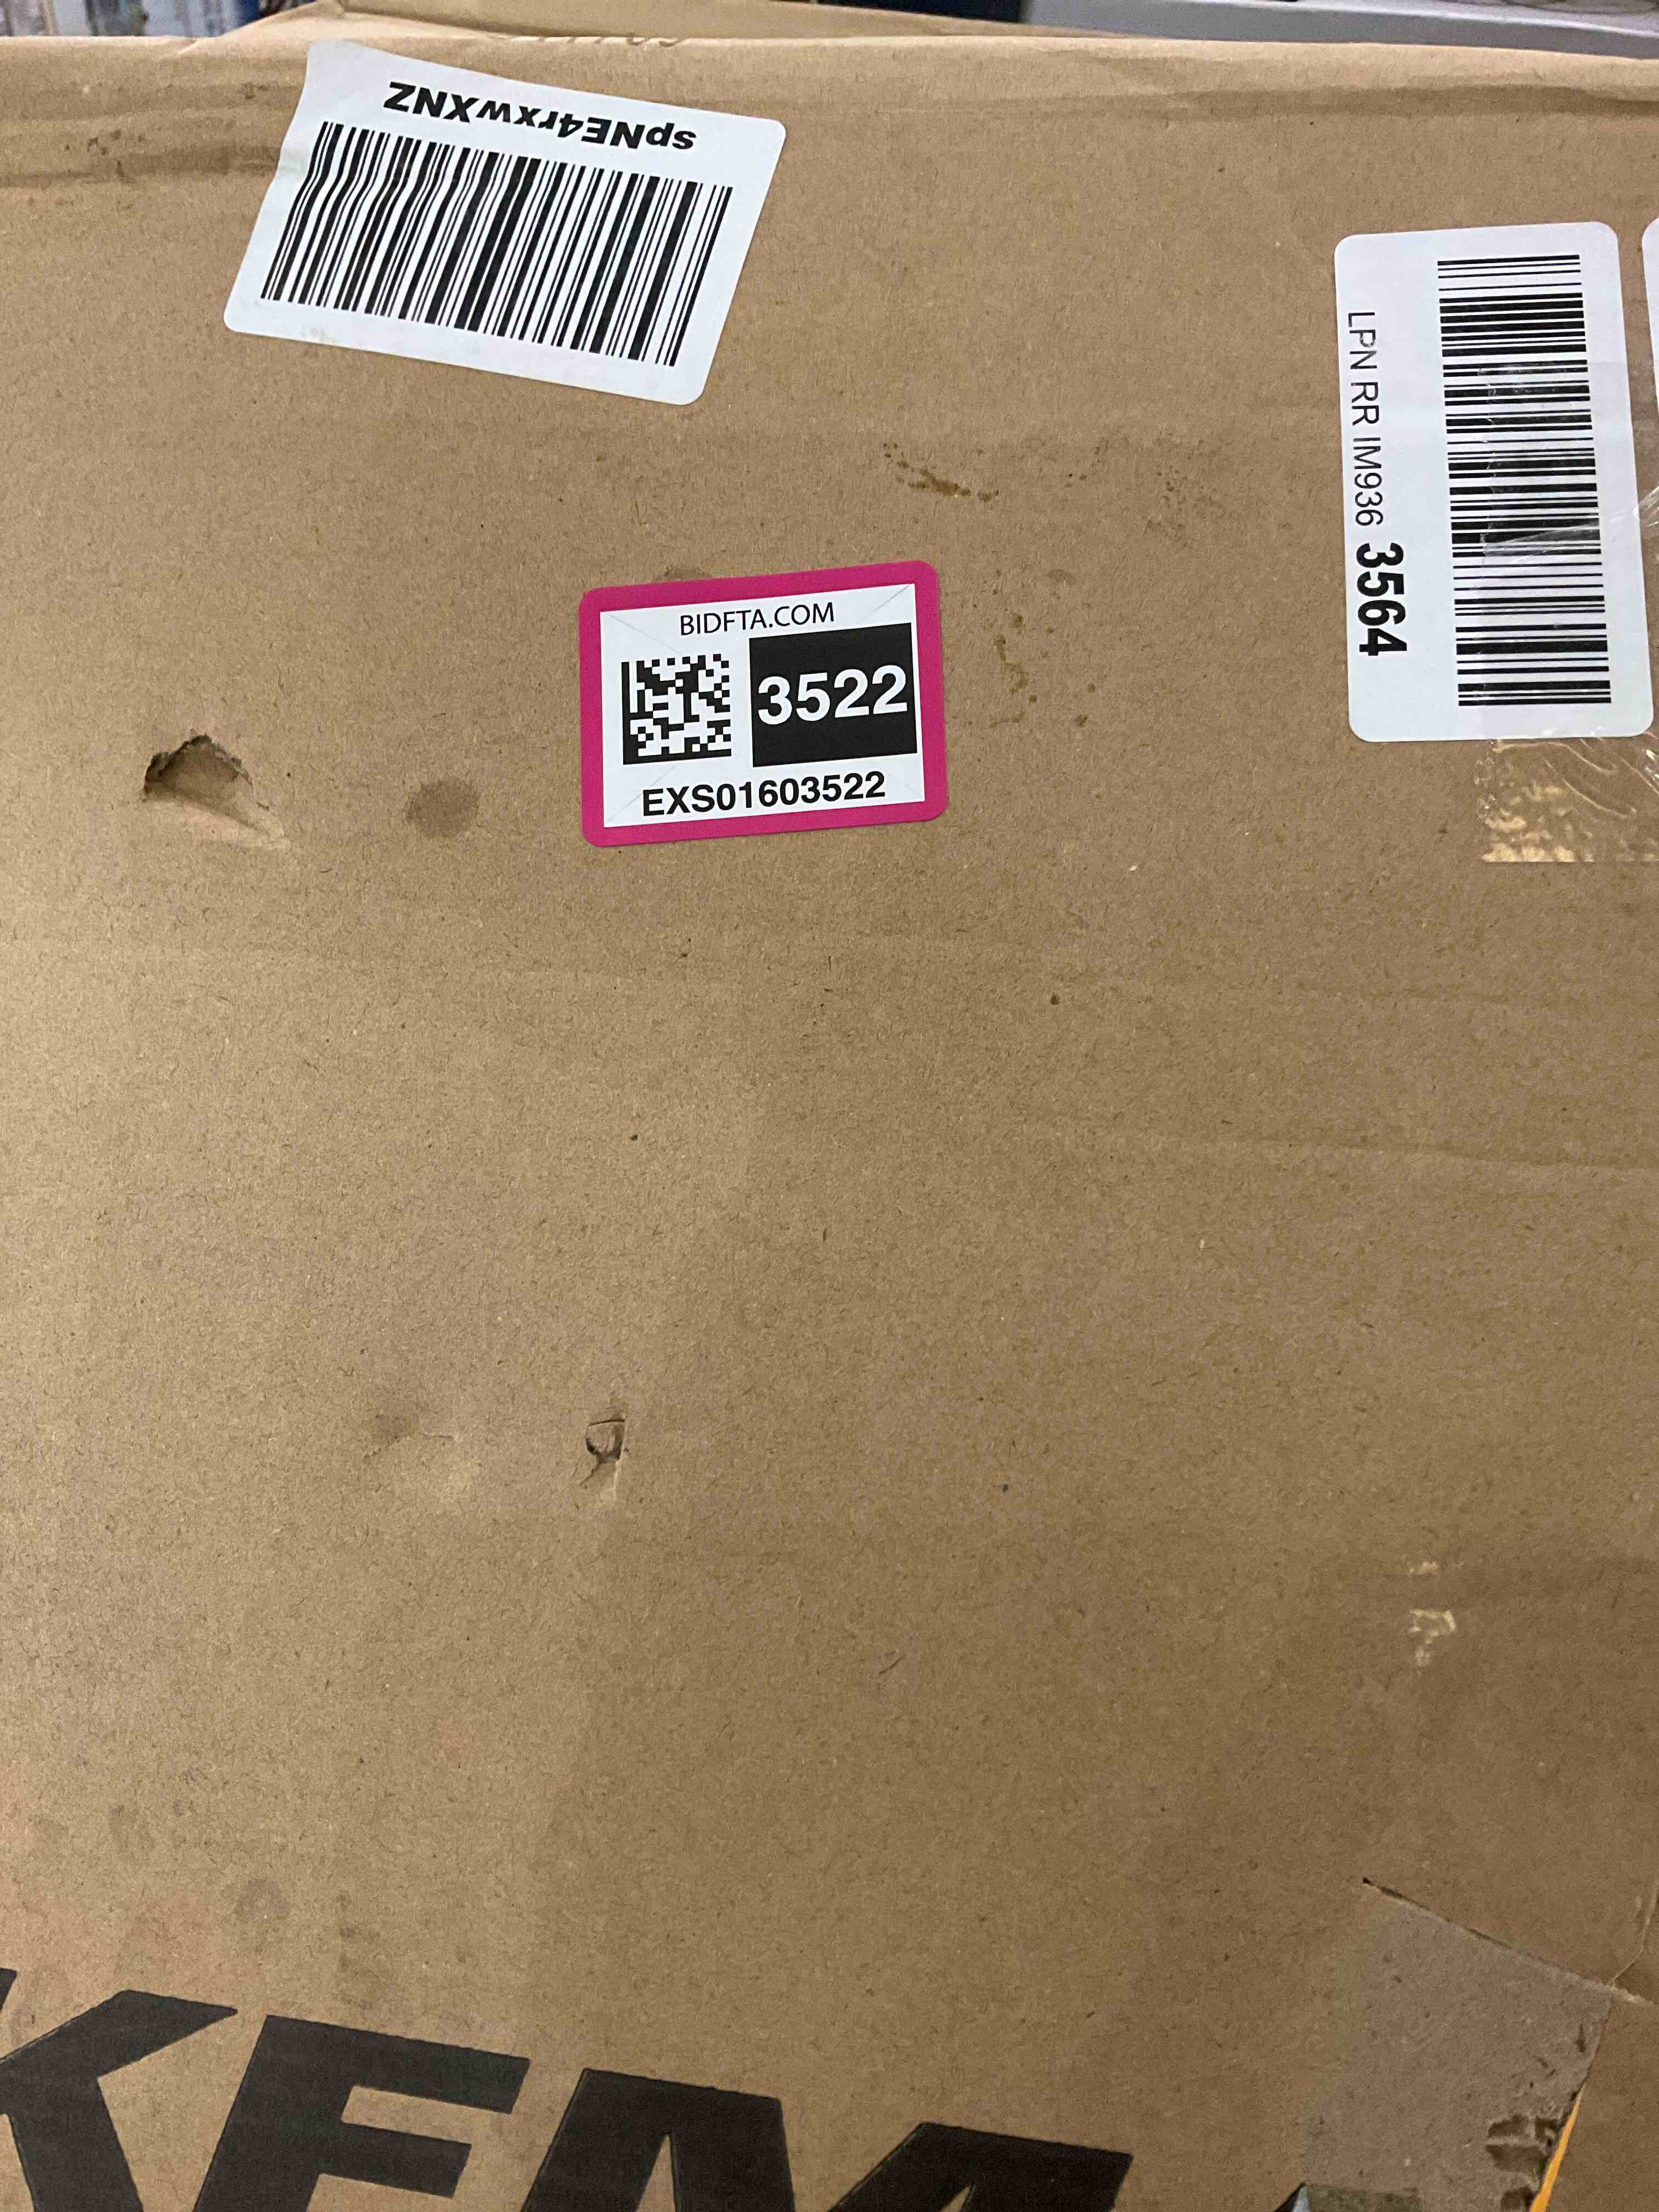 spNE4rxwXNZ
LPN RR IM936 3564
BIDFTA.COM
3522
EXS01603522